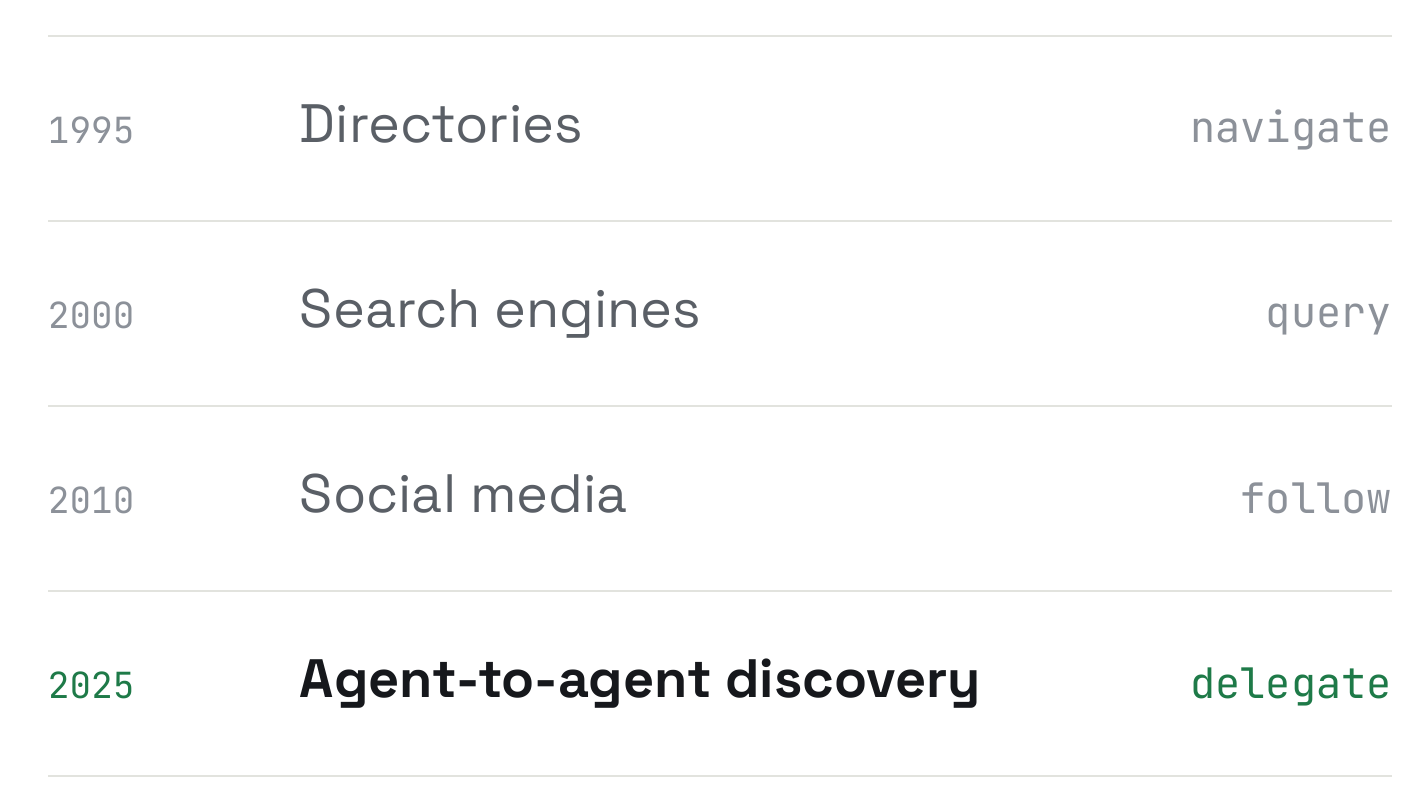 1995 Directories navigate
2000 Search engines query
2010 Social media follow
2025 Agent-to-agent discovery delegate